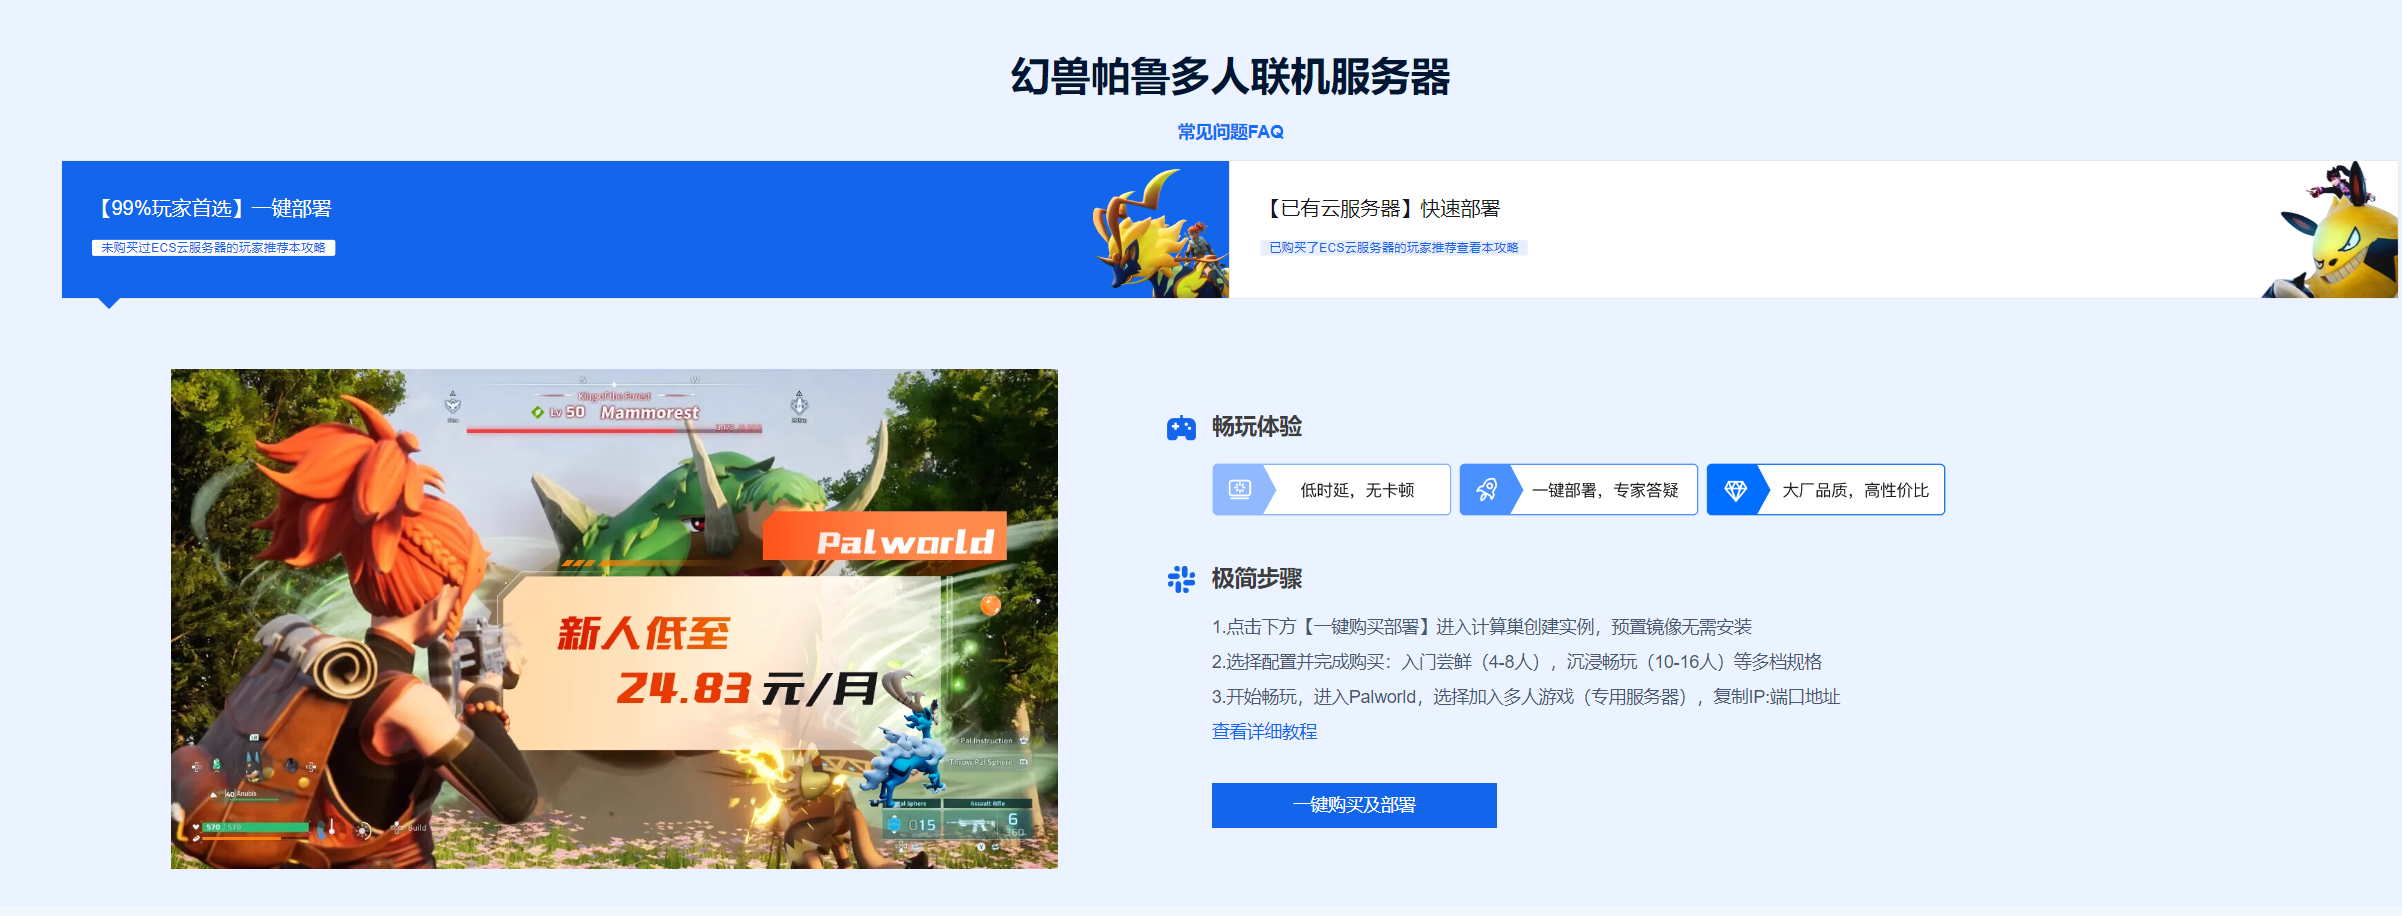 幻兽帕鲁多人联机服务器
常见问题FAQ
【99%玩家首选】一键部署
未购买过ECS云服务器的玩家推荐本攻略
【已有云服务器】快速部署
已购买了ECS云服务器的玩家推荐查看本攻略
S W
King of the Forest
Lv 50 Mammorest
Palworld
新人低至
24.83元/月
Pal Instruction
Throw Pal Sphere
40 Anubis
570 / 570
Build
Pal Sphere
Assault Rifle
015
6
360
畅玩体验
低时延，无卡顿
一键部署，专家答疑
大厂品质，高性价比
极简步骤
1.点击下方【一键购买部署】进入计算巢创建实例，预置镜像无需安装
2.选择配置并完成购买：入门尝鲜（4-8人），沉浸畅玩（10-16人）等多档规格
3.开始畅玩，进入Palworld，选择加入多人游戏（专用服务器），复制IP:端口地址
查看详细教程
一键购买及部署